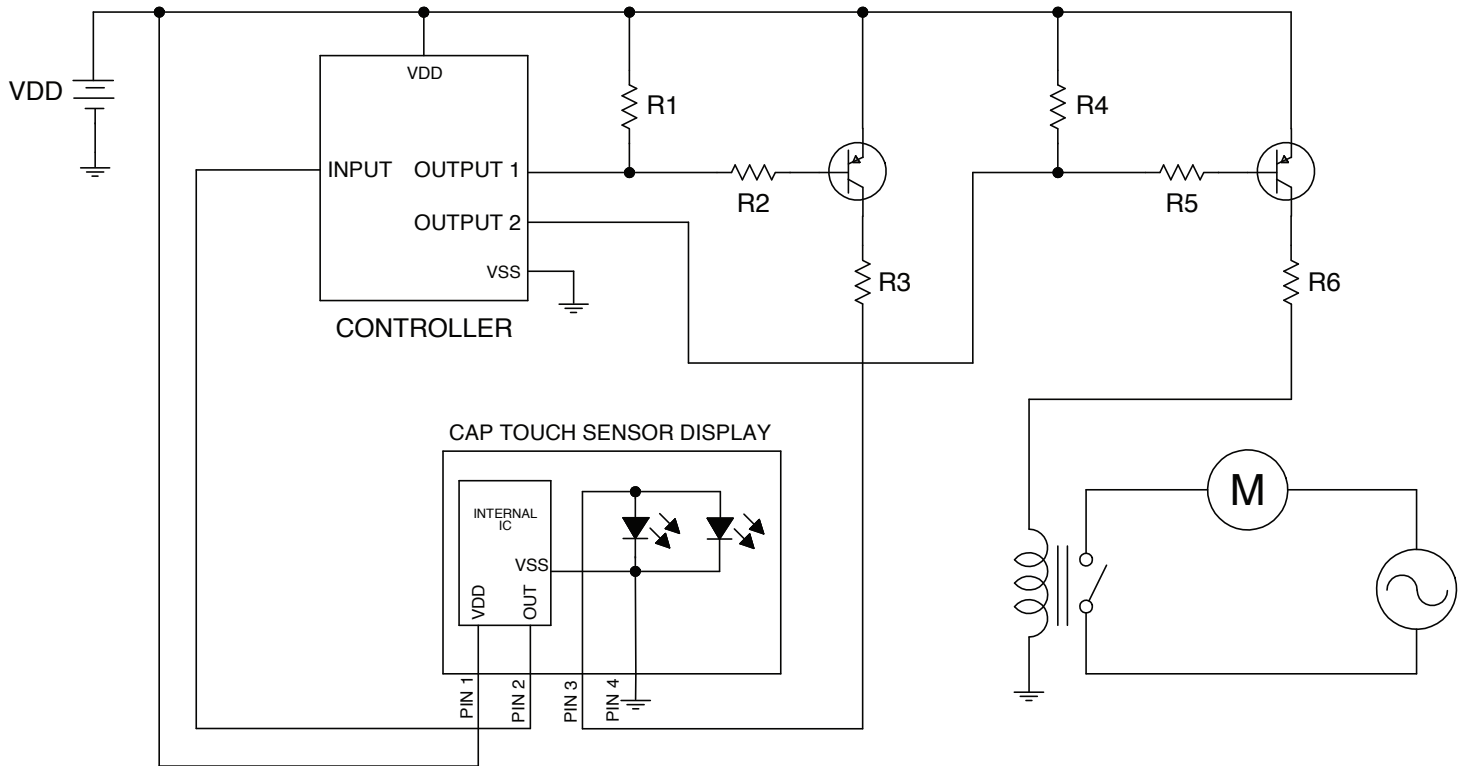 VDD
VDD
INPUT
OUTPUT 1
OUTPUT 2
VSS
CONTROLLER
R1
R2
R3
R4
R5
R6
CAP TOUCH SENSOR DISPLAY
INTERNAL
IC
VSS
VDD
OUT
PIN 1
PIN 2
PIN 3
PIN 4
M